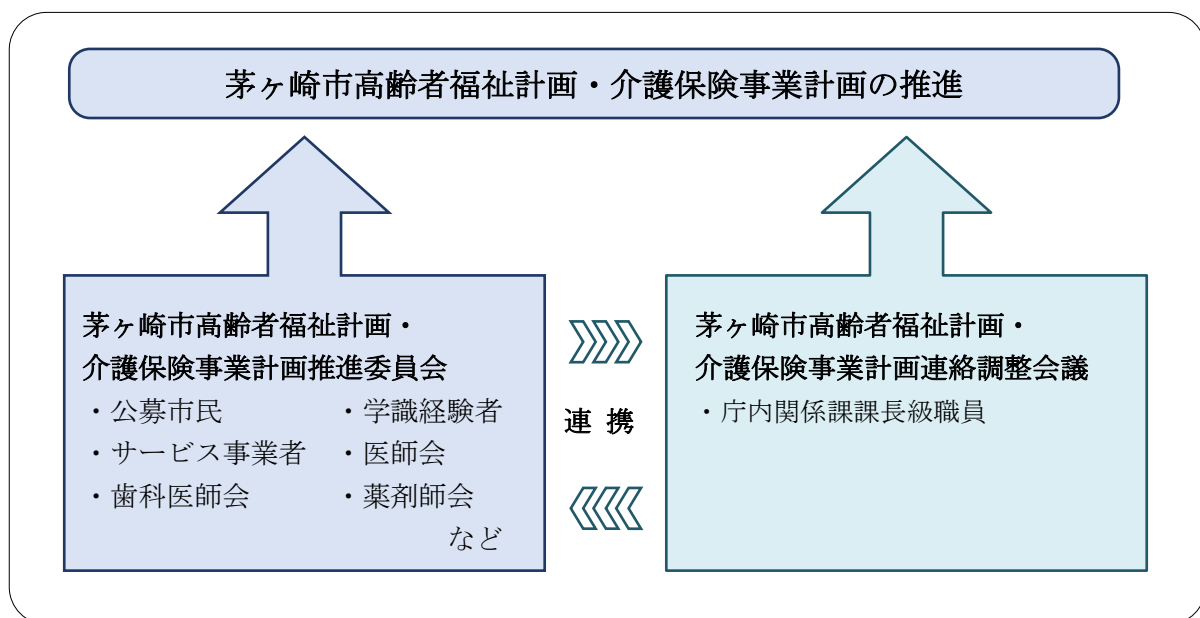 茅ヶ崎市高齢者福祉計画・介護保険事業計画の推進
茅ヶ崎市高齢者福祉計画・
介護保険事業計画推進委員会
・公募市民 ・学識経験者
・サービス事業者 ・医師会
・歯科医師会 ・薬剤師会
など
連携
茅ヶ崎市高齢者福祉計画・
介護保険事業計画連絡調整会議
・庁内関係課課長級職員